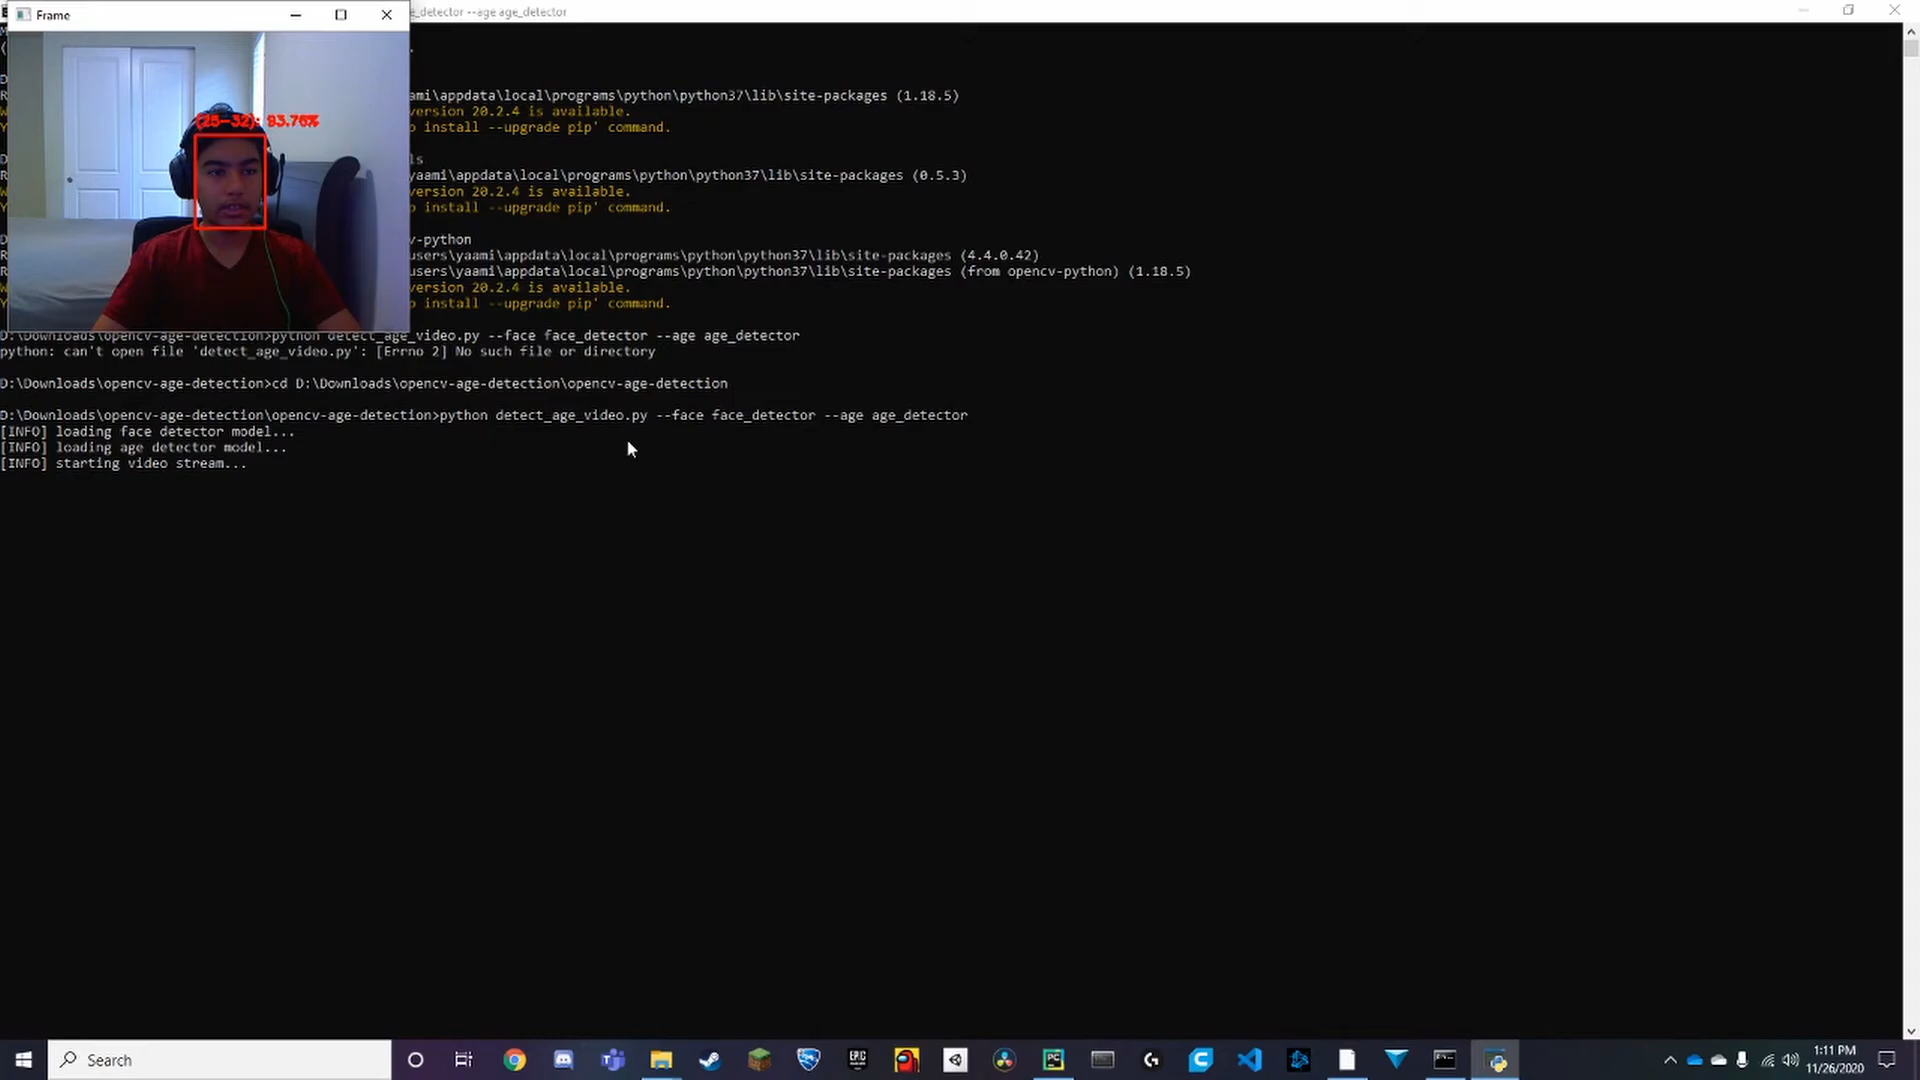 Frame
e_detector --age age_detector
(25-32): 93.76%
ami\appdata\local\programs\python\python37\lib\site-packages (1.18.5)
version 20.2.4 is available.
o install --upgrade pip' command.
ls
yaami\appdata\local\programs\python\python37\lib\site-packages (0.5.3)
version 20.2.4 is available.
o install --upgrade pip' command.
v-python
users\yaami\appdata\local\programs\python\python37\lib\site-packages (4.4.0.42)
users\yaami\appdata\local\programs\python\python37\lib\site-packages (from opencv-python) (1.18.5)
version 20.2.4 is available.
o install --upgrade pip' command.
D:\Downloads\opencv-age-detection>python detect_age_video.py --face face_detector --age age_detector
python: can't open file 'detect_age_video.py': [Errno 2] No such file or directory
D:\Downloads\opencv-age-detection>cd D:\Downloads\opencv-age-detection\opencv-age-detection
D:\Downloads\opencv-age-detection\opencv-age-detection>python detect_age_video.py --face face_detector --age age_detector
[INFO] loading face detector model...
[INFO] loading age detector model...
[INFO] starting video stream...
Search
EPIC
PC
1:11 PM
11/26/2020